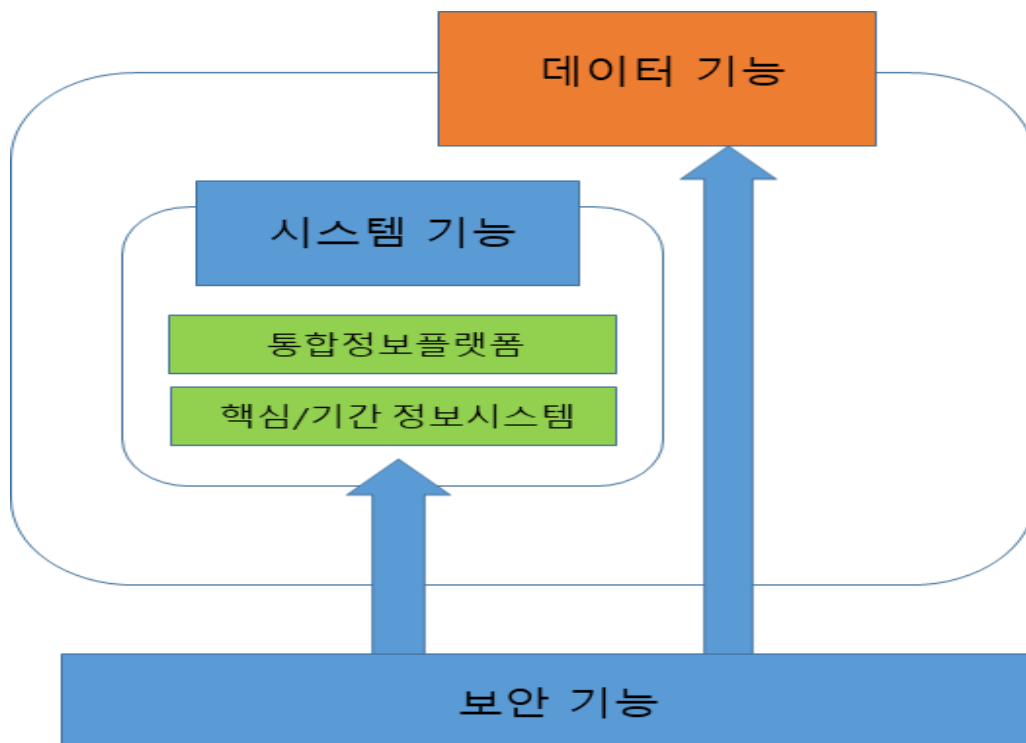 데이터 기능
시스템 기능
통합정보플랫폼
핵심/기간 정보시스템
보안 기능